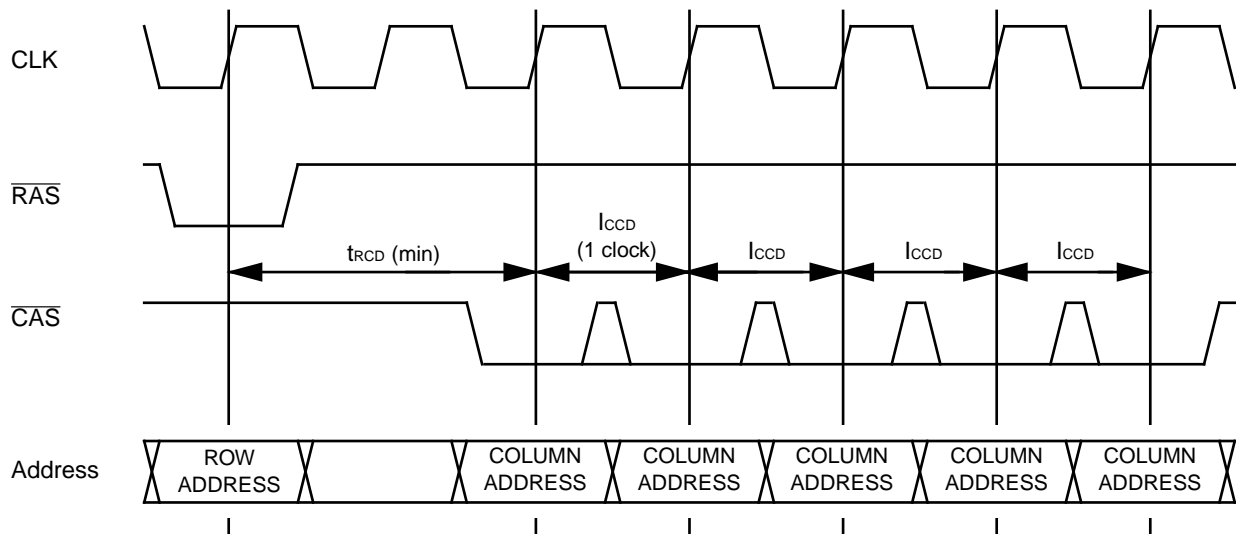 CLK
RAS
tRCD (min)
ICCD
(1 clock)
ICCD
ICCD
ICCD
CAS
Address
ROW
ADDRESS
COLUMN
ADDRESS
COLUMN
ADDRESS
COLUMN
ADDRESS
COLUMN
ADDRESS
COLUMN
ADDRESS